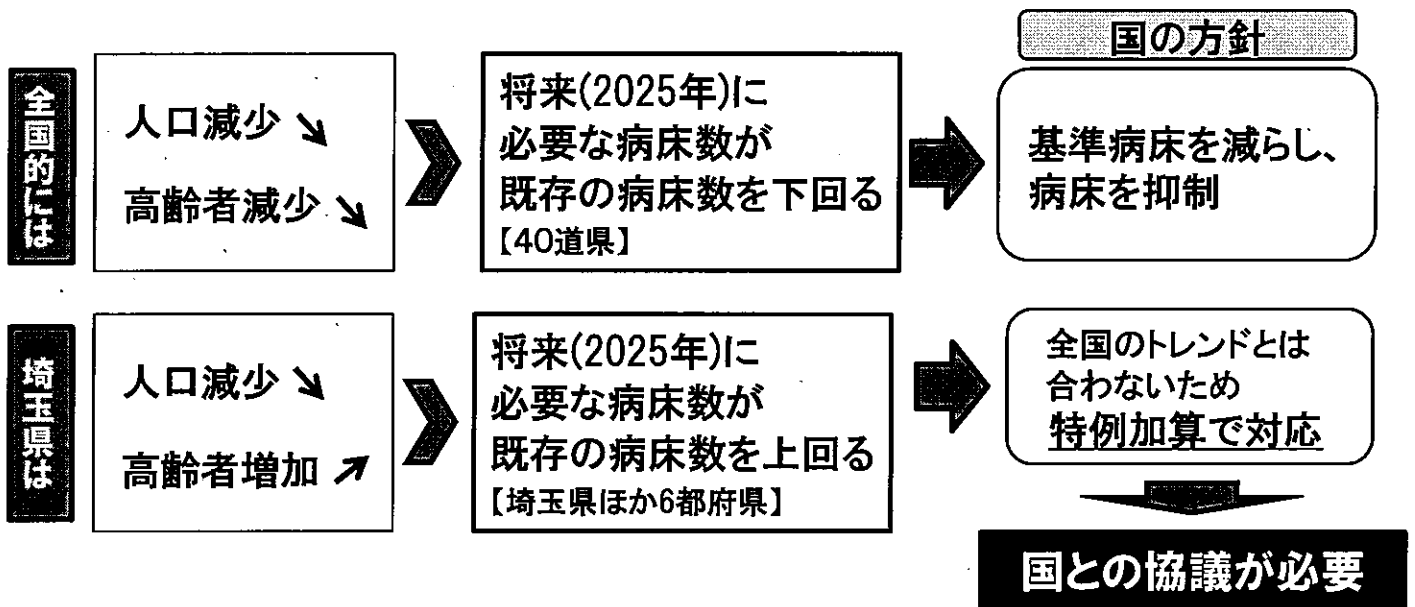 国の方針
全国的には
人口減少 ↘
高齢者減少 ↘
将来(2025年)に
必要な病床数が
既存の病床数を下回る
【40道県】
基準病床を減らし、
病床を抑制
埼玉県は
人口減少 ↘
高齢者増加 ↗
将来(2025年)に
必要な病床数が
既存の病床数を上回る
【埼玉県ほか6都府県】
全国のトレンドとは
合わないため
特例加算で対応
国との協議が必要